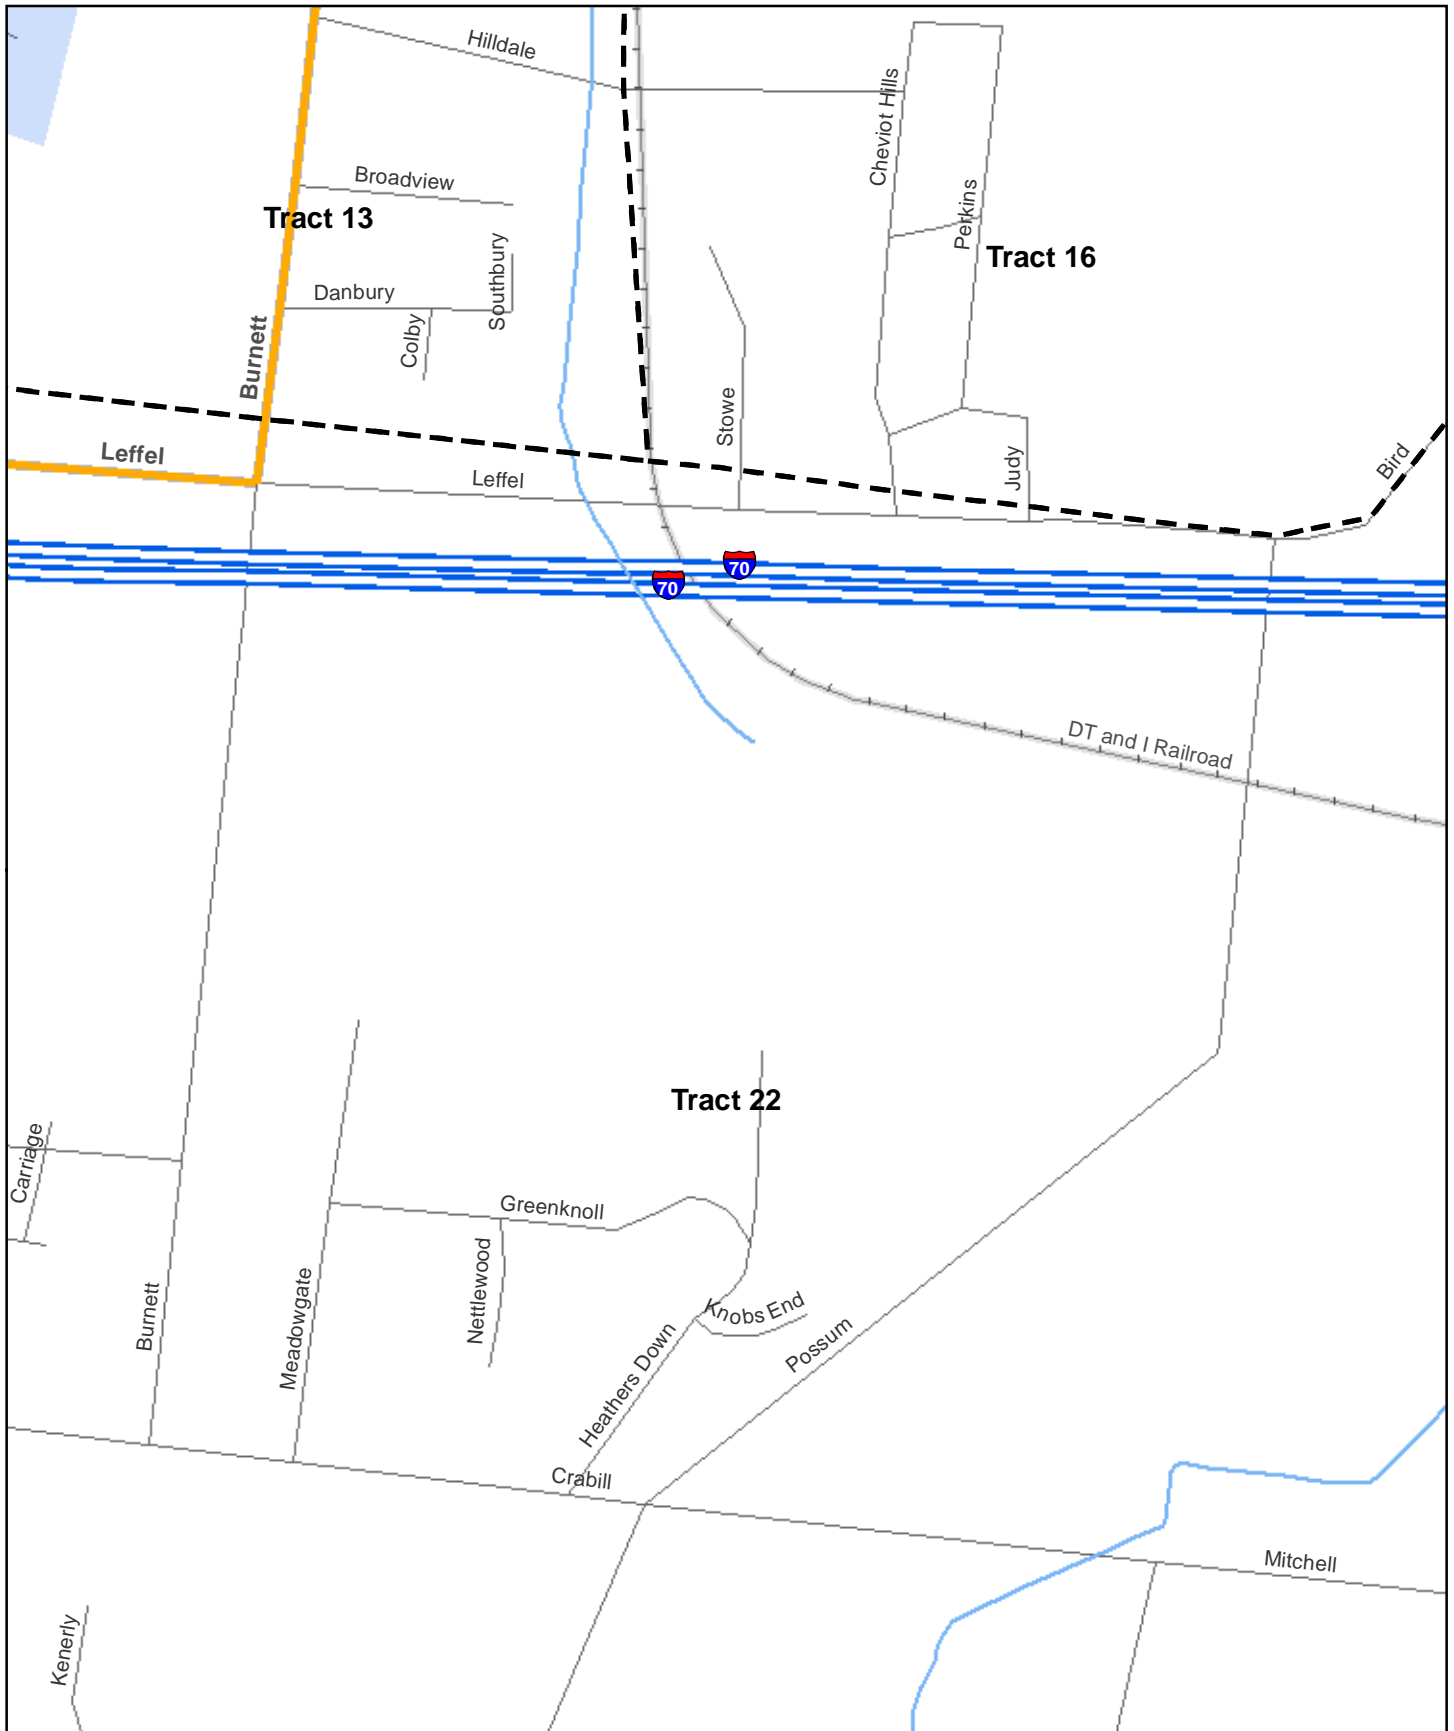 Hilldale
Cheviot Hills
Broadview
Perkins
Tract 13
Tract 16
Southbury
Danbury
Colby
Burnett
Stowe
Leffel
Leffel
Judy
Bird
70
70
DT and I Railroad
Tract 22
Carriage
Greenknoll
Nettlewood
Burnett
Meadowgate
Knobs End
Heathers Down
Possum
Crabill
Mitchell
Kenerly